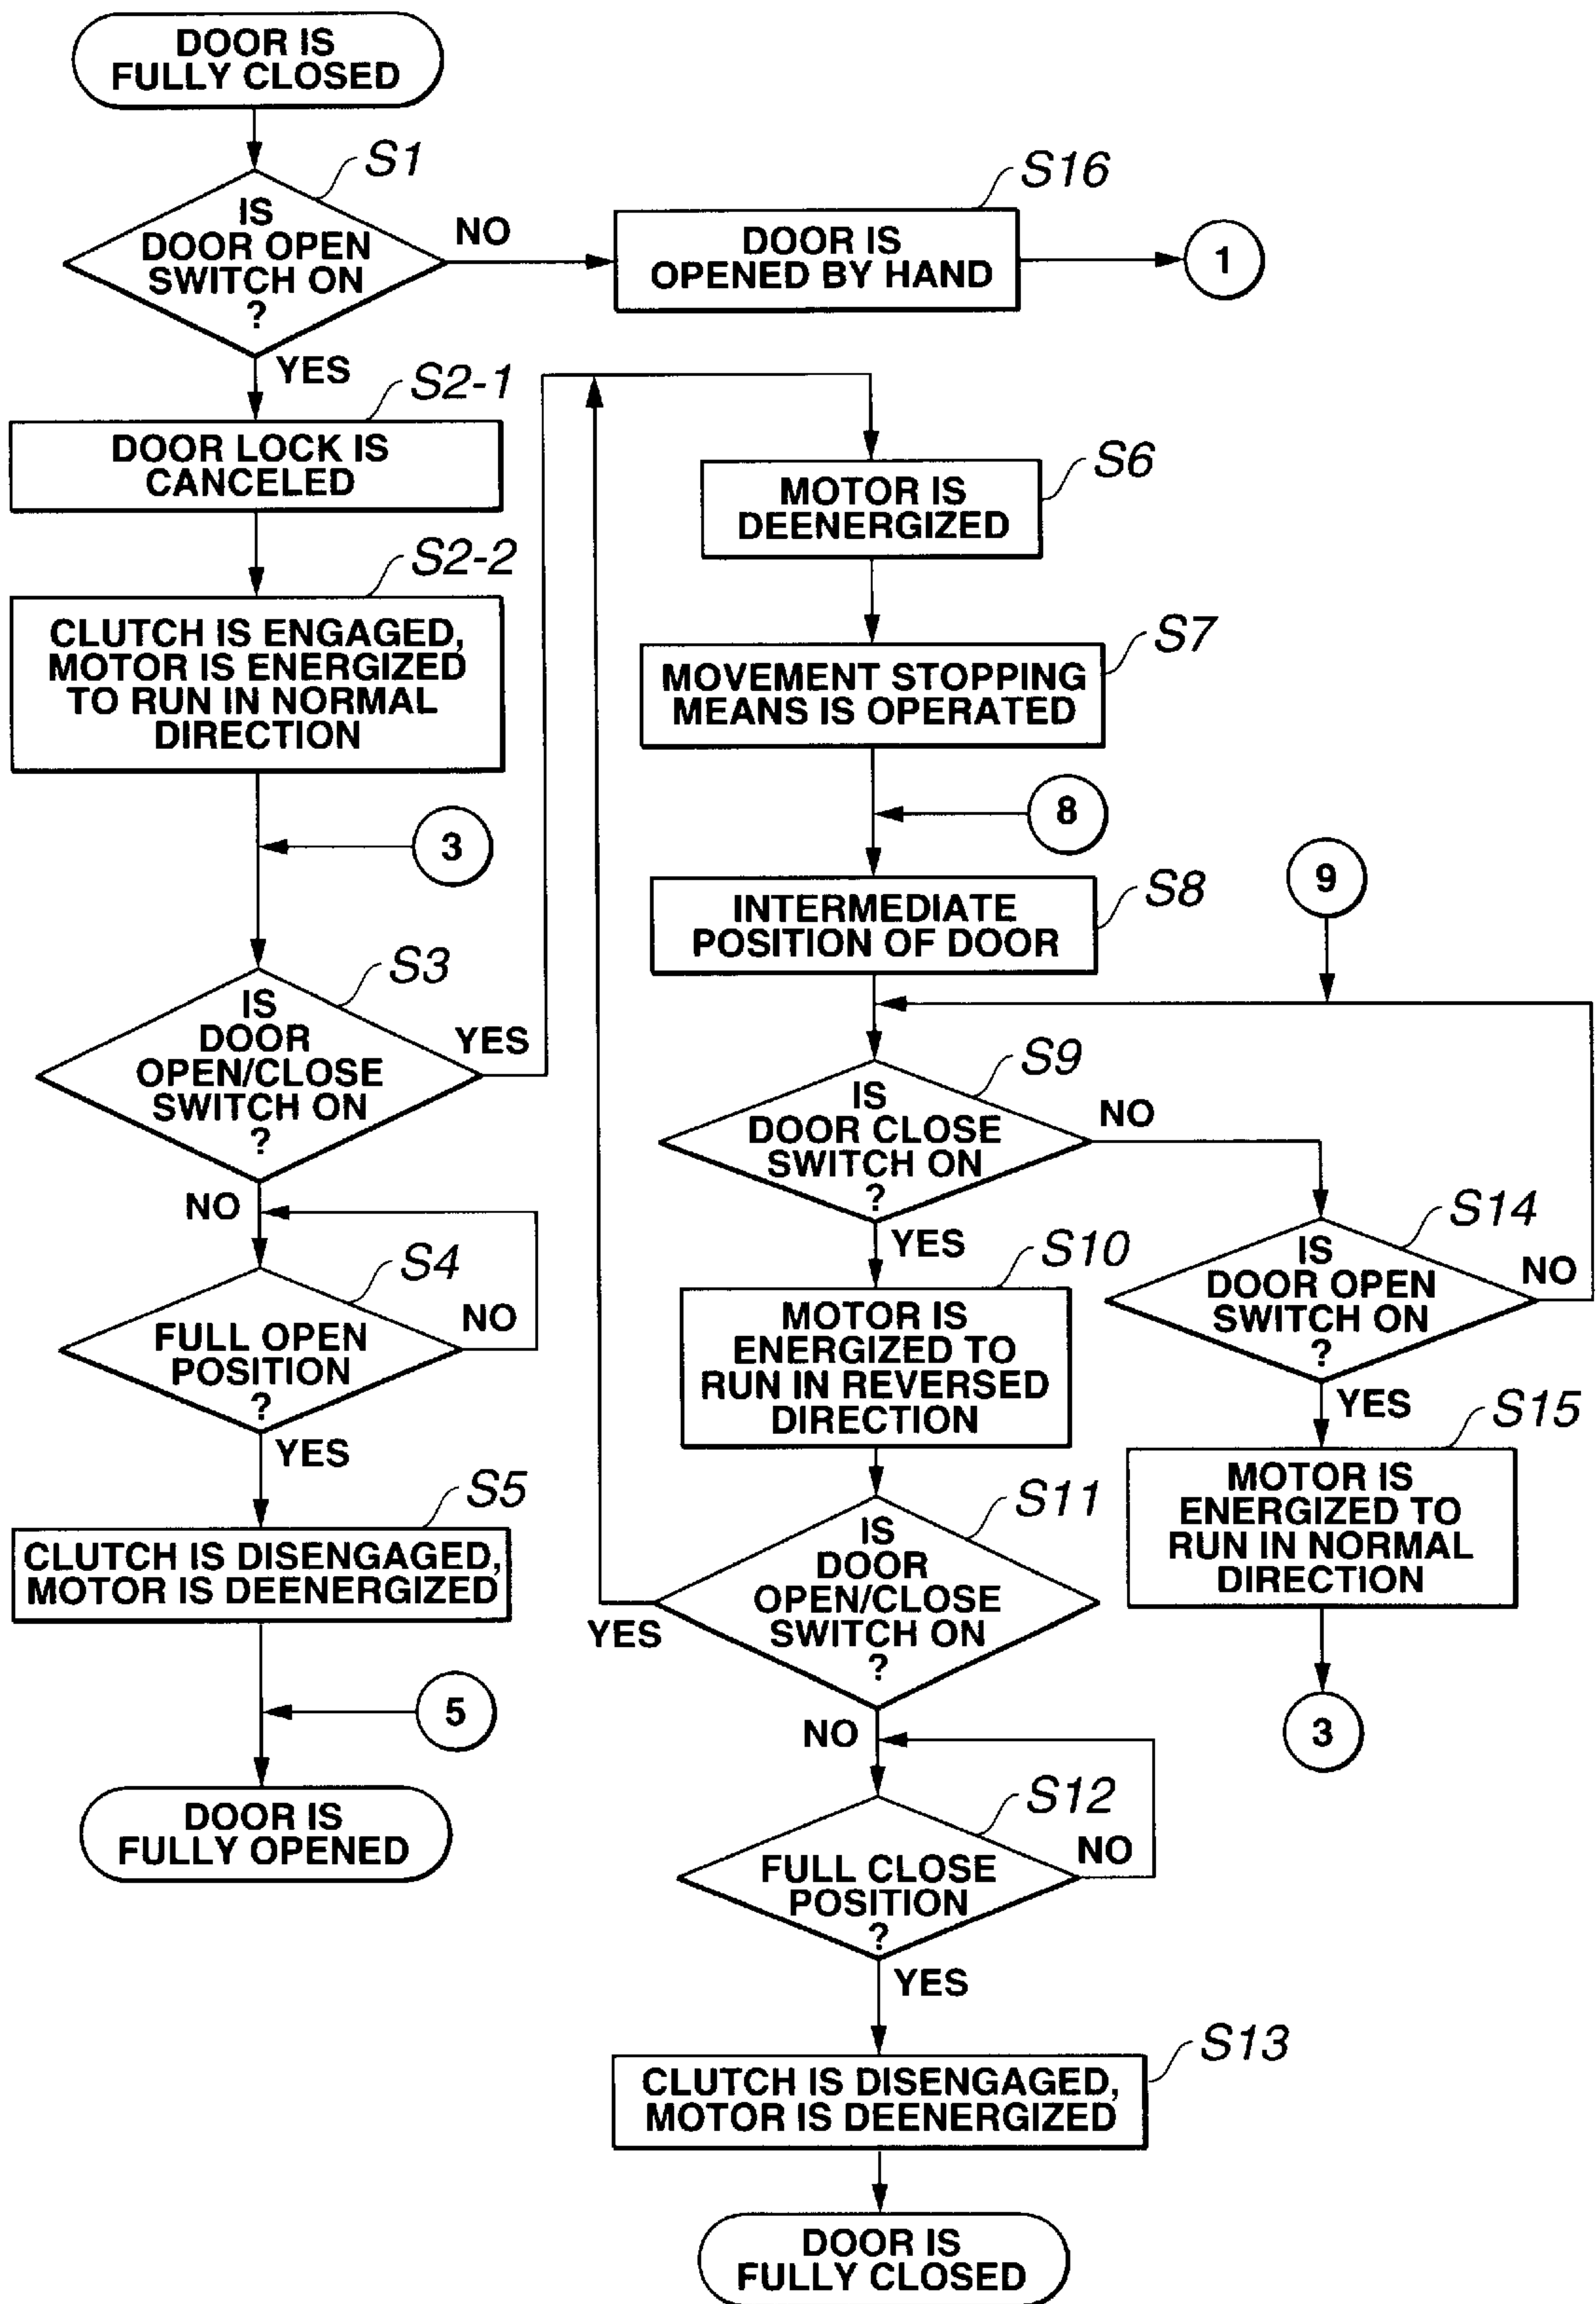 DOOR IS
FULLY CLOSED
S1
IS
DOOR OPEN
SWITCH ON
?
NO
YES
S16
DOOR IS
OPENED BY HAND
1
S2-1
DOOR LOCK IS
CANCELED
S2-2
CLUTCH IS ENGAGED,
MOTOR IS ENERGIZED
TO RUN IN NORMAL
DIRECTION
3
S3
IS
DOOR
OPEN/CLOSE
SWITCH ON
?
YES
NO
S4
FULL OPEN
POSITION
?
NO
YES
S5
CLUTCH IS DISENGAGED,
MOTOR IS DEENERGIZED
5
DOOR IS
FULLY OPENED
S6
MOTOR IS
DEENERGIZED
S7
MOVEMENT STOPPING
MEANS IS OPERATED
8
S8
INTERMEDIATE
POSITION OF DOOR
9
S9
IS
DOOR CLOSE
SWITCH ON
?
NO
YES
S10
MOTOR IS
ENERGIZED TO
RUN IN REVERSED
DIRECTION
S11
IS
DOOR
OPEN/CLOSE
SWITCH ON
?
YES
NO
S12
FULL CLOSE
POSITION
?
NO
YES
S13
CLUTCH IS DISENGAGED,
MOTOR IS DEENERGIZED
DOOR IS
FULLY CLOSED
S14
IS
DOOR OPEN
SWITCH ON
?
NO
YES
S15
MOTOR IS
ENERGIZED TO
RUN IN NORMAL
DIRECTION
3